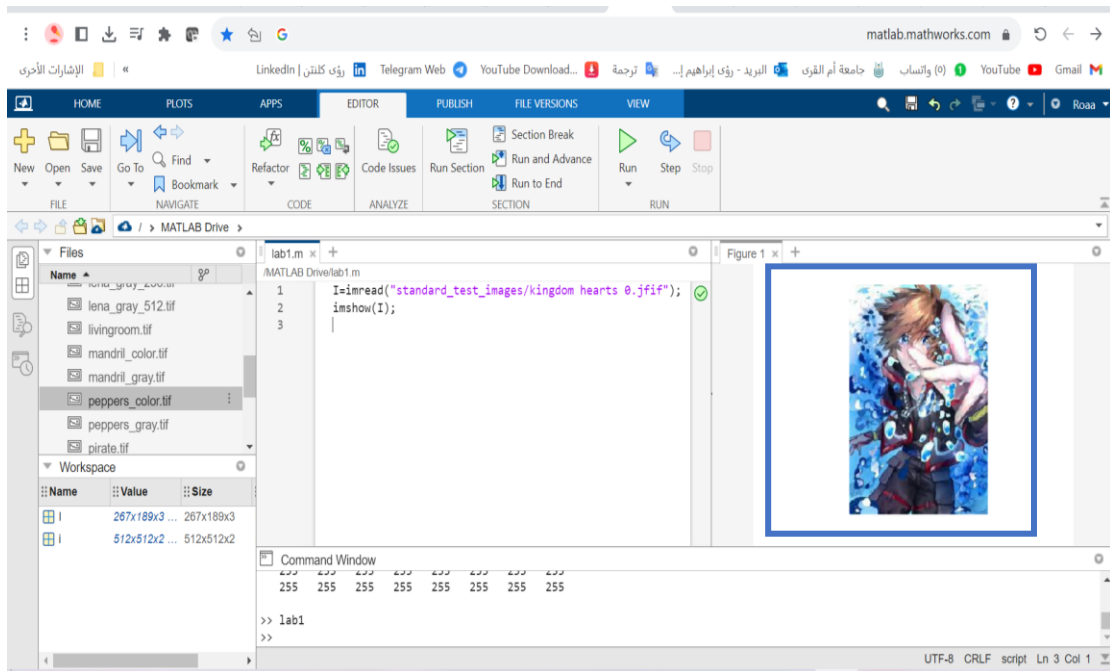 matlab.mathworks.com
الإشارات الأخرى
«
LinkedIn | رؤى كلنتن
Telegram Web
YouTube Download...
ترجمة
البريد - رؤى إبراهيم إ...
جامعة أم القرى
(٥) واتساب
YouTube
Gmail
HOME PLOTS APPS EDITOR PUBLISH FILE VERSIONS VIEW
Roaa
New Open Save
Go To
Find
Bookmark
Refactor
Code Issues
Run Section
Section Break
Run and Advance
Run to End
Run Step Stop
FILE NAVIGATE CODE ANALYZE SECTION RUN
/ > MATLAB Drive >
Files
Name
lena_gray_512.tif
livingroom.tif
mandril_color.tif
mandril_gray.tif
peppers_color.tif
peppers_gray.tif
pirate.tif
Workspace
Name Value Size
I 267x189x3 ... 267x189x3
i 512x512x2 ... 512x512x2
lab1.m × +
/MATLAB Drive/lab1.m
1 I=imread("standard_test_images/kingdom hearts 0.jfif");
2 imshow(I);
3
Figure 1 × +
Command Window
255 255 255 255 255 255 255 255
>> lab1
>>
UTF-8 CRLF script Ln 3 Col 1